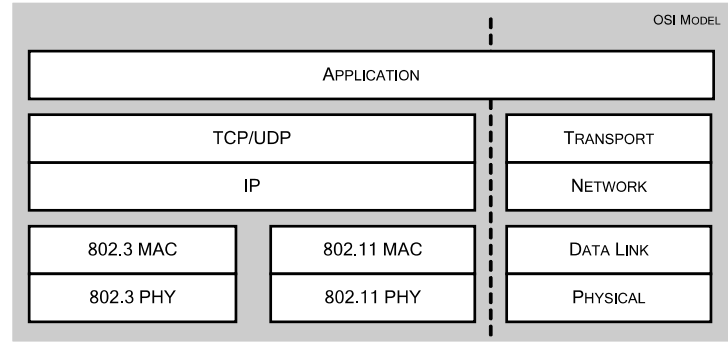 OSI MODEL
APPLICATION
TCP/UDP
TRANSPORT
IP
NETWORK
802.3 MAC
802.11 MAC
DATA LINK
802.3 PHY
802.11 PHY
PHYSICAL